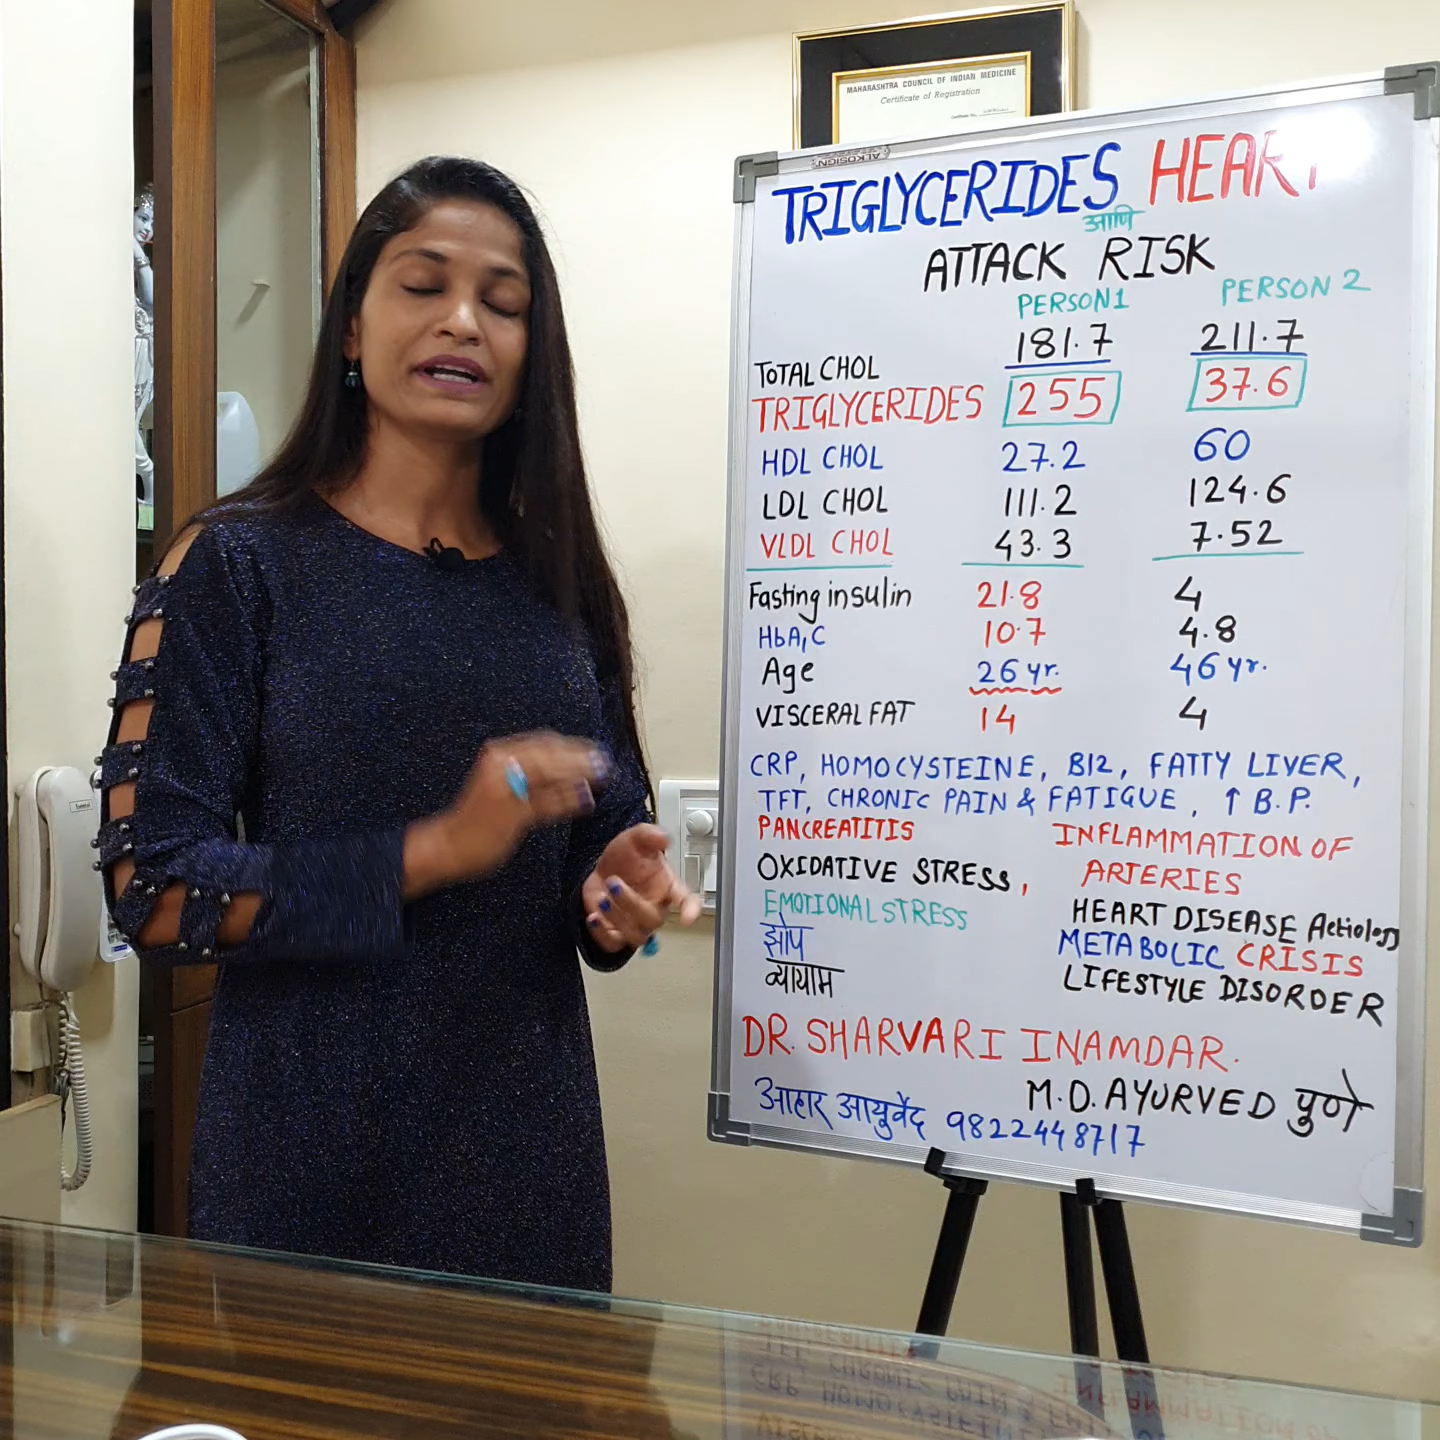 MAHARASHTRA COUNCIL OF INDIAN MEDICINE
Certificate of Registration
ALKOSIGN
TRIGLYCERIDES HEART
आणि
ATTACK RISK
PERSON 1 PERSON 2
TOTAL CHOL 181.7 211.7
TRIGLYCERIDES 255 37.6
HDL CHOL 27.2 60
LDL CHOL 111.2 124.6
VLDL CHOL 43.3 7.52
Fasting insulin 21.8 4
HbA1C 10.7 4.8
Age 26 yr. 46 yr.
VISCERAL FAT 14 4
CRP, HOMOCYSTEINE, B12, FATTY LIVER,
TFT, CHRONIC PAIN & FATIGUE, ↑ B.P.
PANCREATITIS INFLAMMATION OF
OXIDATIVE STRESS, ARTERIES
EMOTIONAL STRESS HEART DISEASE Aetiology
झोप METABOLIC CRISIS
व्यायाम LIFESTYLE DISORDER
DR. SHARVARI INAMDAR.
M.D. AYURVED पुणे
आहार आयुर्वेद 9822448717